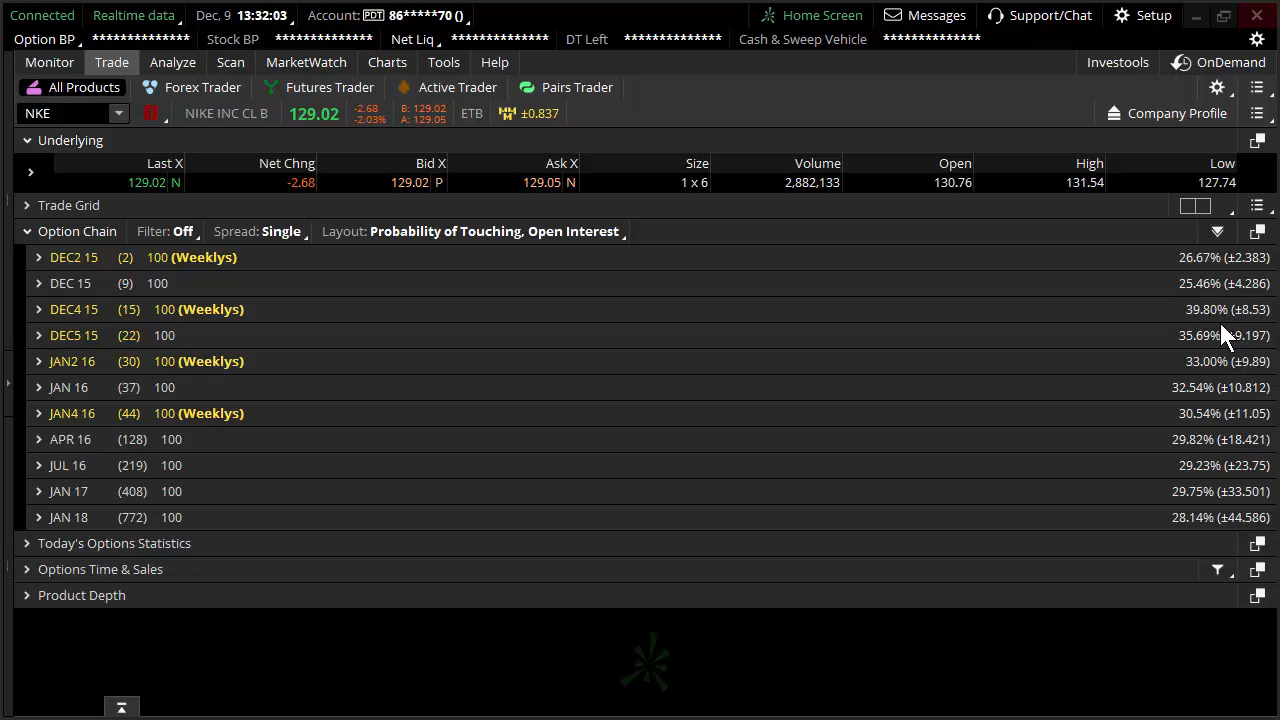 Connected Realtime data Dec, 9 13:32:03 Account: PDT 86*****70 () Home Screen Messages Support/Chat Setup
Option BP ************** Stock BP ************** Net Liq ************** DT Left ************** Cash & Sweep Vehicle **************
Monitor Trade Analyze Scan MarketWatch Charts Tools Help Investools OnDemand
All Products Forex Trader Futures Trader Active Trader Pairs Trader
NKE NIKE INC CL B 129.02 -2.68 -2.03% B: 129.02 A: 129.05 ETB MM ±0.837 Company Profile
Underlying
Last X Net Chng Bid X Ask X Size Volume Open High Low
129.02 N -2.68 129.02 P 129.05 N 1 x 6 2,882,133 130.76 131.54 127.74
Trade Grid
Option Chain Filter: Off Spread: Single Layout: Probability of Touching, Open Interest
DEC2 15 (2) 100 (Weeklys) 26.67% (±2.383)
DEC 15 (9) 100 25.46% (±4.286)
DEC4 15 (15) 100 (Weeklys) 39.80% (±8.53)
DEC5 15 (22) 100 35.69% (±9.197)
JAN2 16 (30) 100 (Weeklys) 33.00% (±9.89)
JAN 16 (37) 100 32.54% (±10.812)
JAN4 16 (44) 100 (Weeklys) 30.54% (±11.05)
APR 16 (128) 100 29.82% (±18.421)
JUL 16 (219) 100 29.23% (±23.75)
JAN 17 (408) 100 29.75% (±33.501)
JAN 18 (772) 100 28.14% (±44.586)
Today's Options Statistics
Options Time & Sales
Product Depth